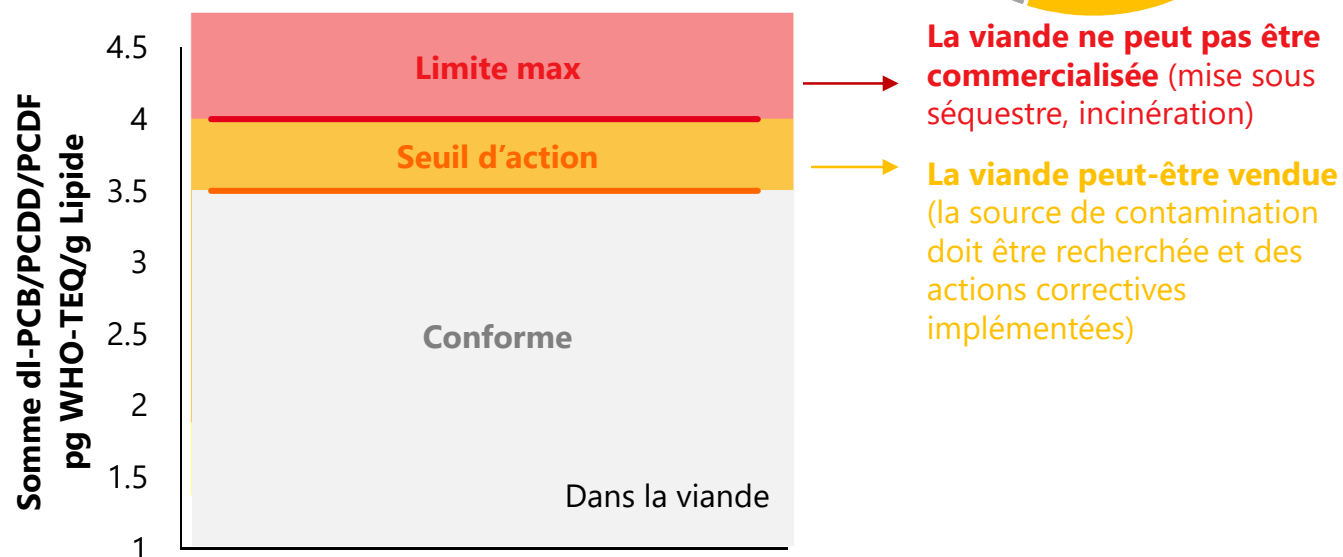 Somme dl-PCB/PCDD/PCDF
pg WHO-TEQ/g Lipide
4.5
4
3.5
3
2.5
2
1.5
1
Limite max
Seuil d’action
Conforme
Dans la viande
La viande ne peut pas être
commercialisée (mise sous
séquestre, incinération)
La viande peut-être vendue
(la source de contamination
doit être recherchée et des
actions correctives
implémentées)